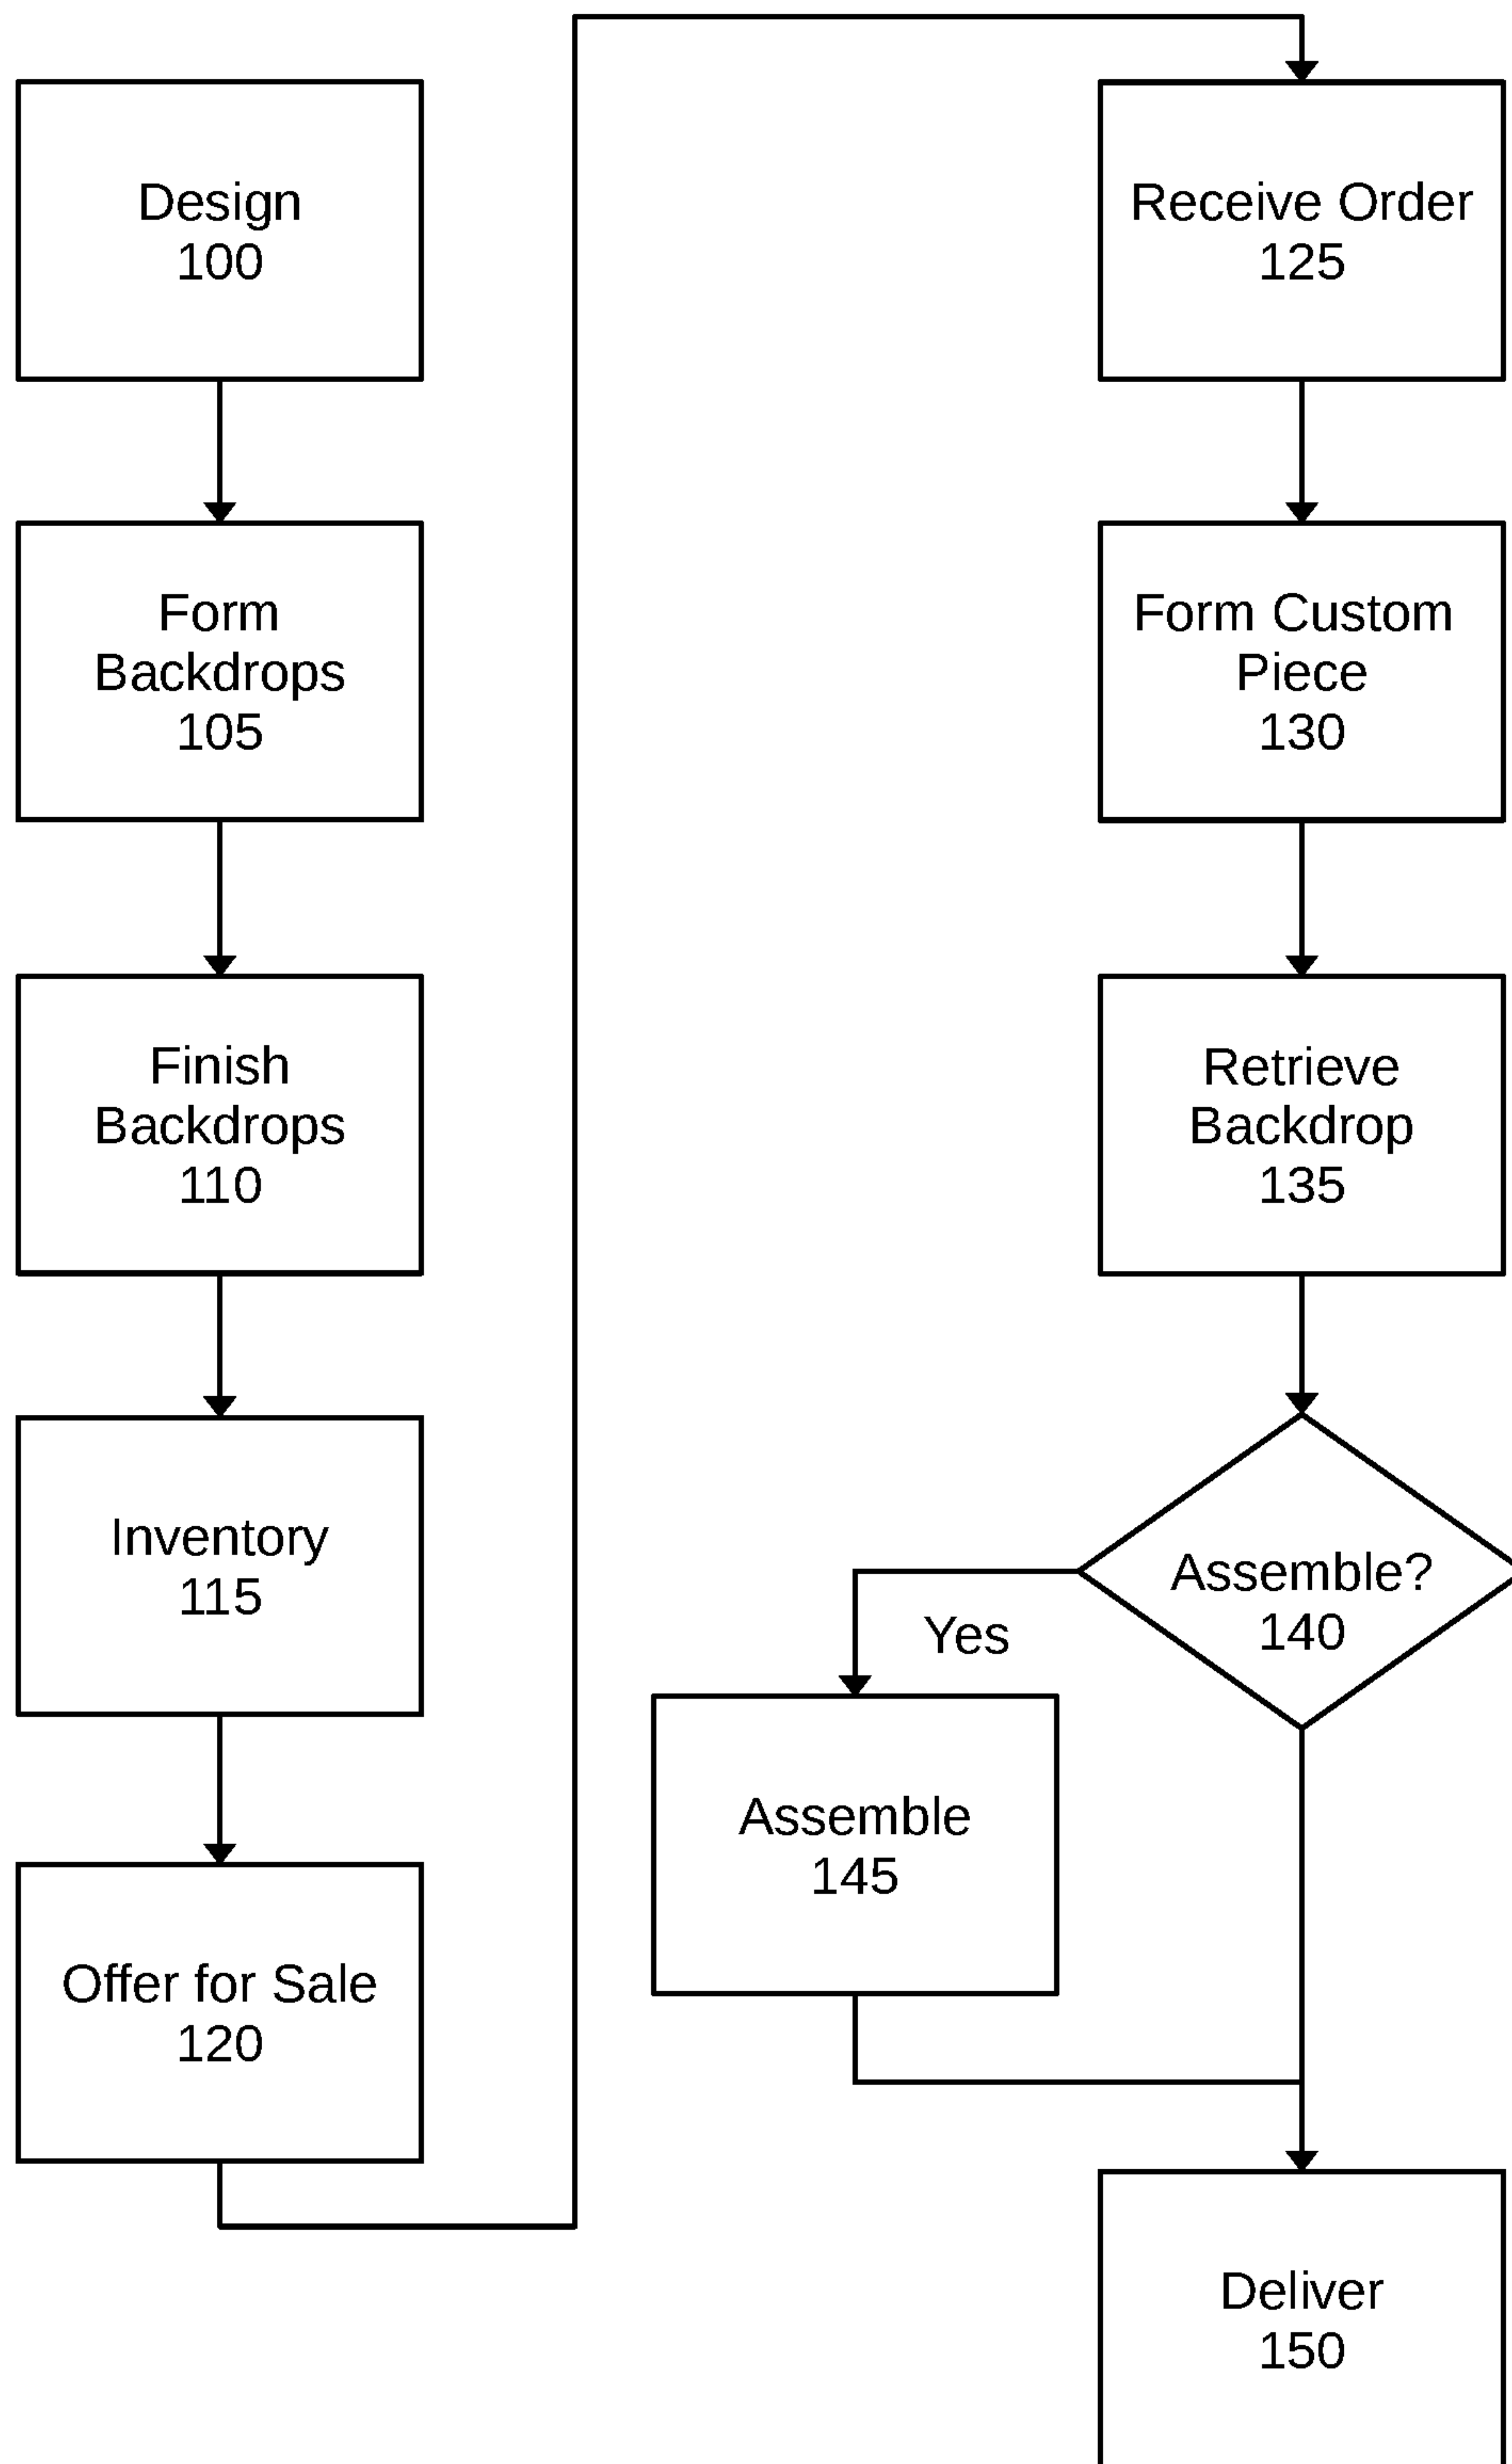 Design
100
Form
Backdrops
105
Finish
Backdrops
110
Inventory
115
Offer for Sale
120
Receive Order
125
Form Custom
Piece
130
Retrieve
Backdrop
135
Assemble?
140
Yes
Assemble
145
Deliver
150